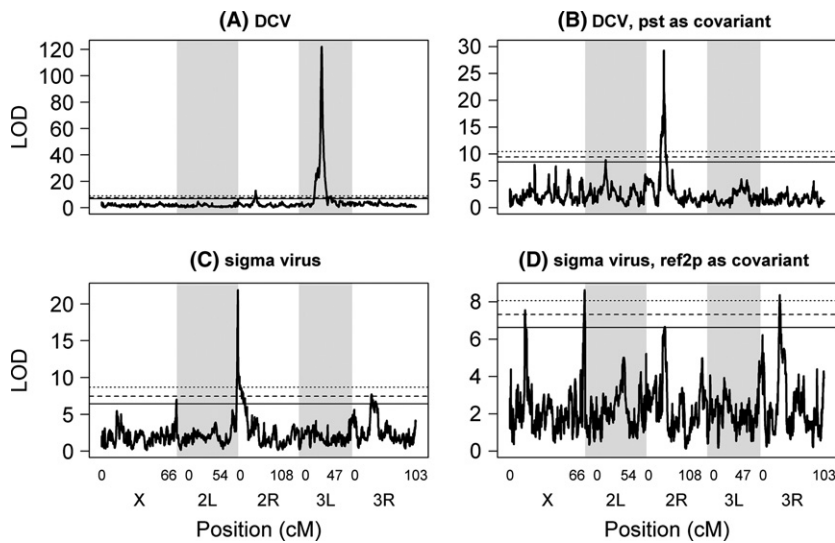 (A) DCV
(B) DCV, pst as covariant
LOD
120
100
80
60
40
20
0
30
25
20
15
10
5
0
(C) sigma virus
(D) sigma virus, ref2p as covariant
LOD
20
15
10
5
0
8
6
4
2
0
0 66 0 54 0 108 0 47 0 103
0 66 0 54 0 108 0 47 0 103
X 2L 2R 3L 3R
X 2L 2R 3L 3R
Position (cM)
Position (cM)